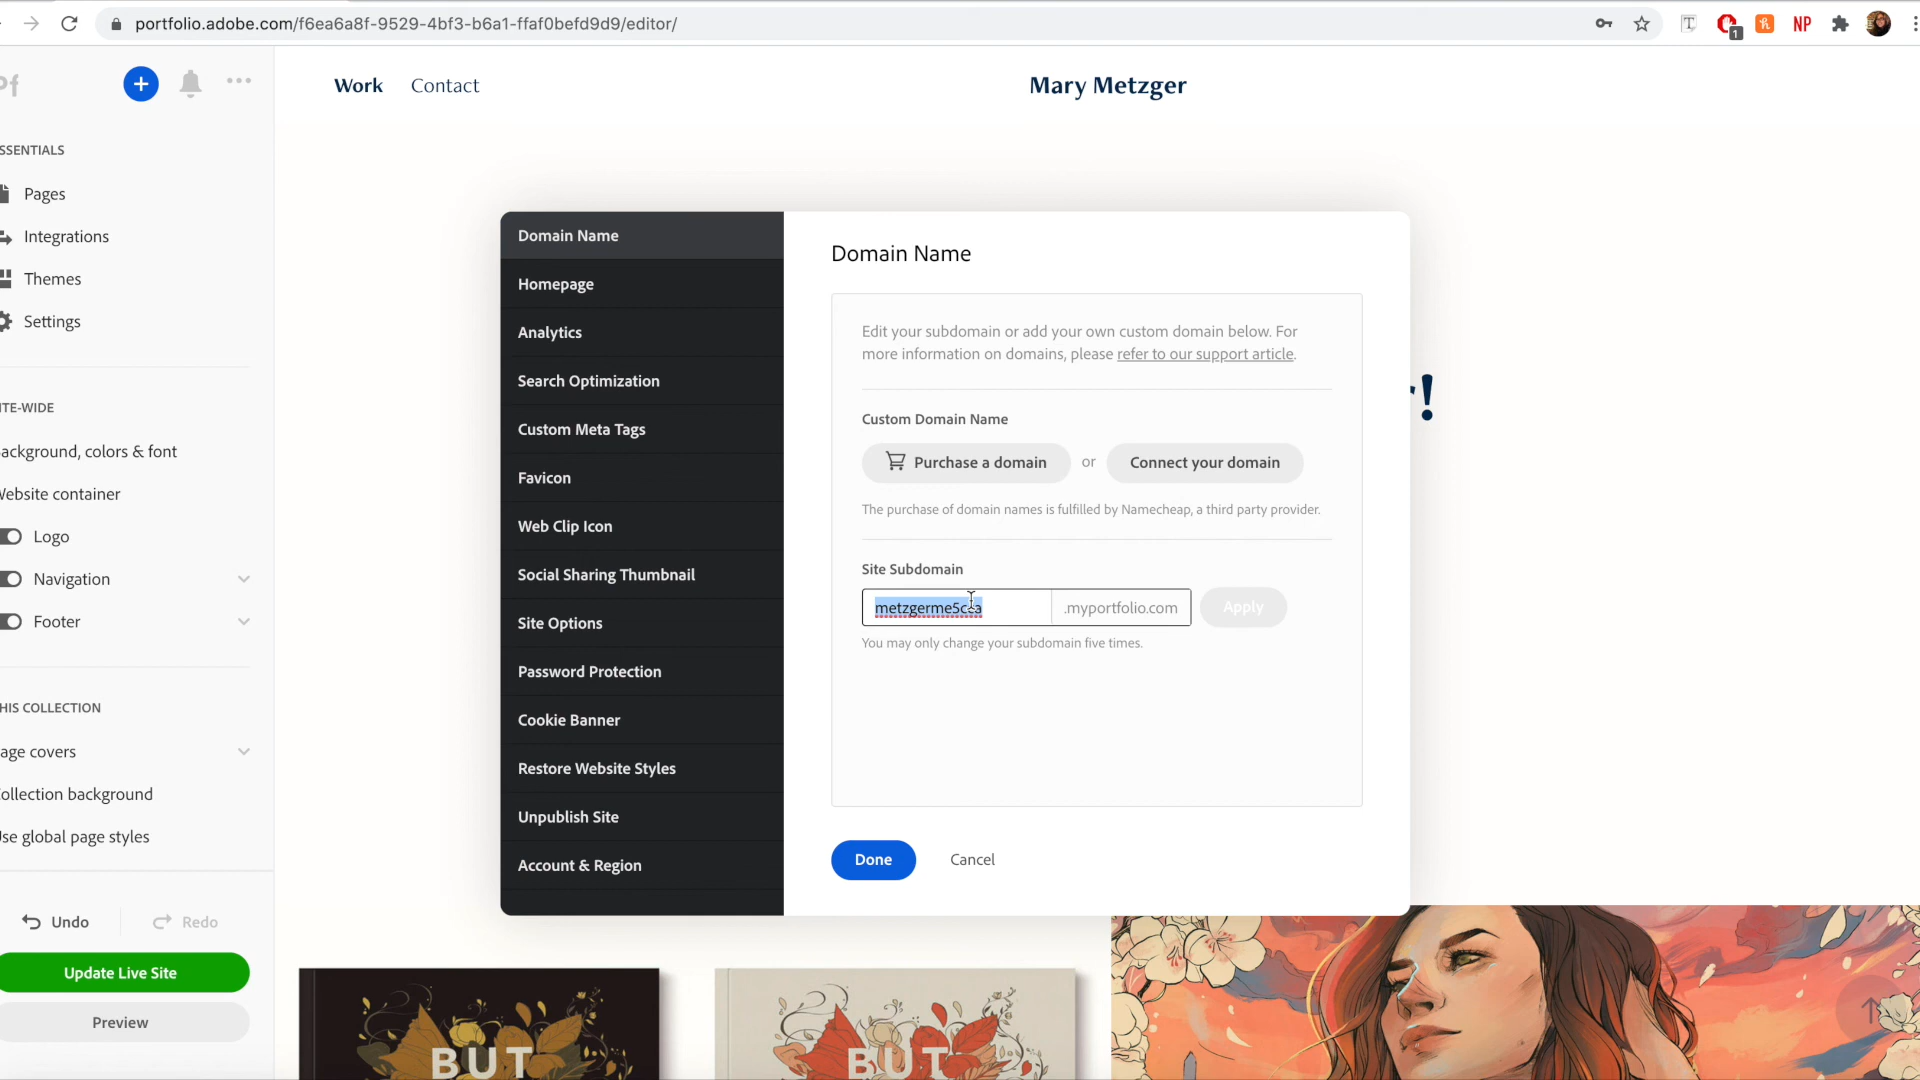 portfolio.adobe.com/f6ea6a8f-9529-4bf3-b6a1-ffaf0befd9d9/editor/
1
NP
Pf
Work
Contact
Mary Metzger
SSENTIALS
Pages
Integrations
Themes
Settings
ITE-WIDE
ackground, colors & font
Website container
Logo
Navigation
Footer
HIS COLLECTION
age covers
ollection background
se global page styles
Undo
Redo
Update Live Site
Preview
Domain Name
Homepage
Analytics
Search Optimization
Custom Meta Tags
Favicon
Web Clip Icon
Social Sharing Thumbnail
Site Options
Password Protection
Cookie Banner
Restore Website Styles
Unpublish Site
Account & Region
Domain Name
Edit your subdomain or add your own custom domain below. For
more information on domains, please refer to our support article.
Custom Domain Name
Purchase a domain
or
Connect your domain
The purchase of domain names is fulfilled by Namecheap, a third party provider.
Site Subdomain
.myportfolio.com
Apply
You may only change your subdomain five times.
Done
Cancel
r!
BUT
BUT